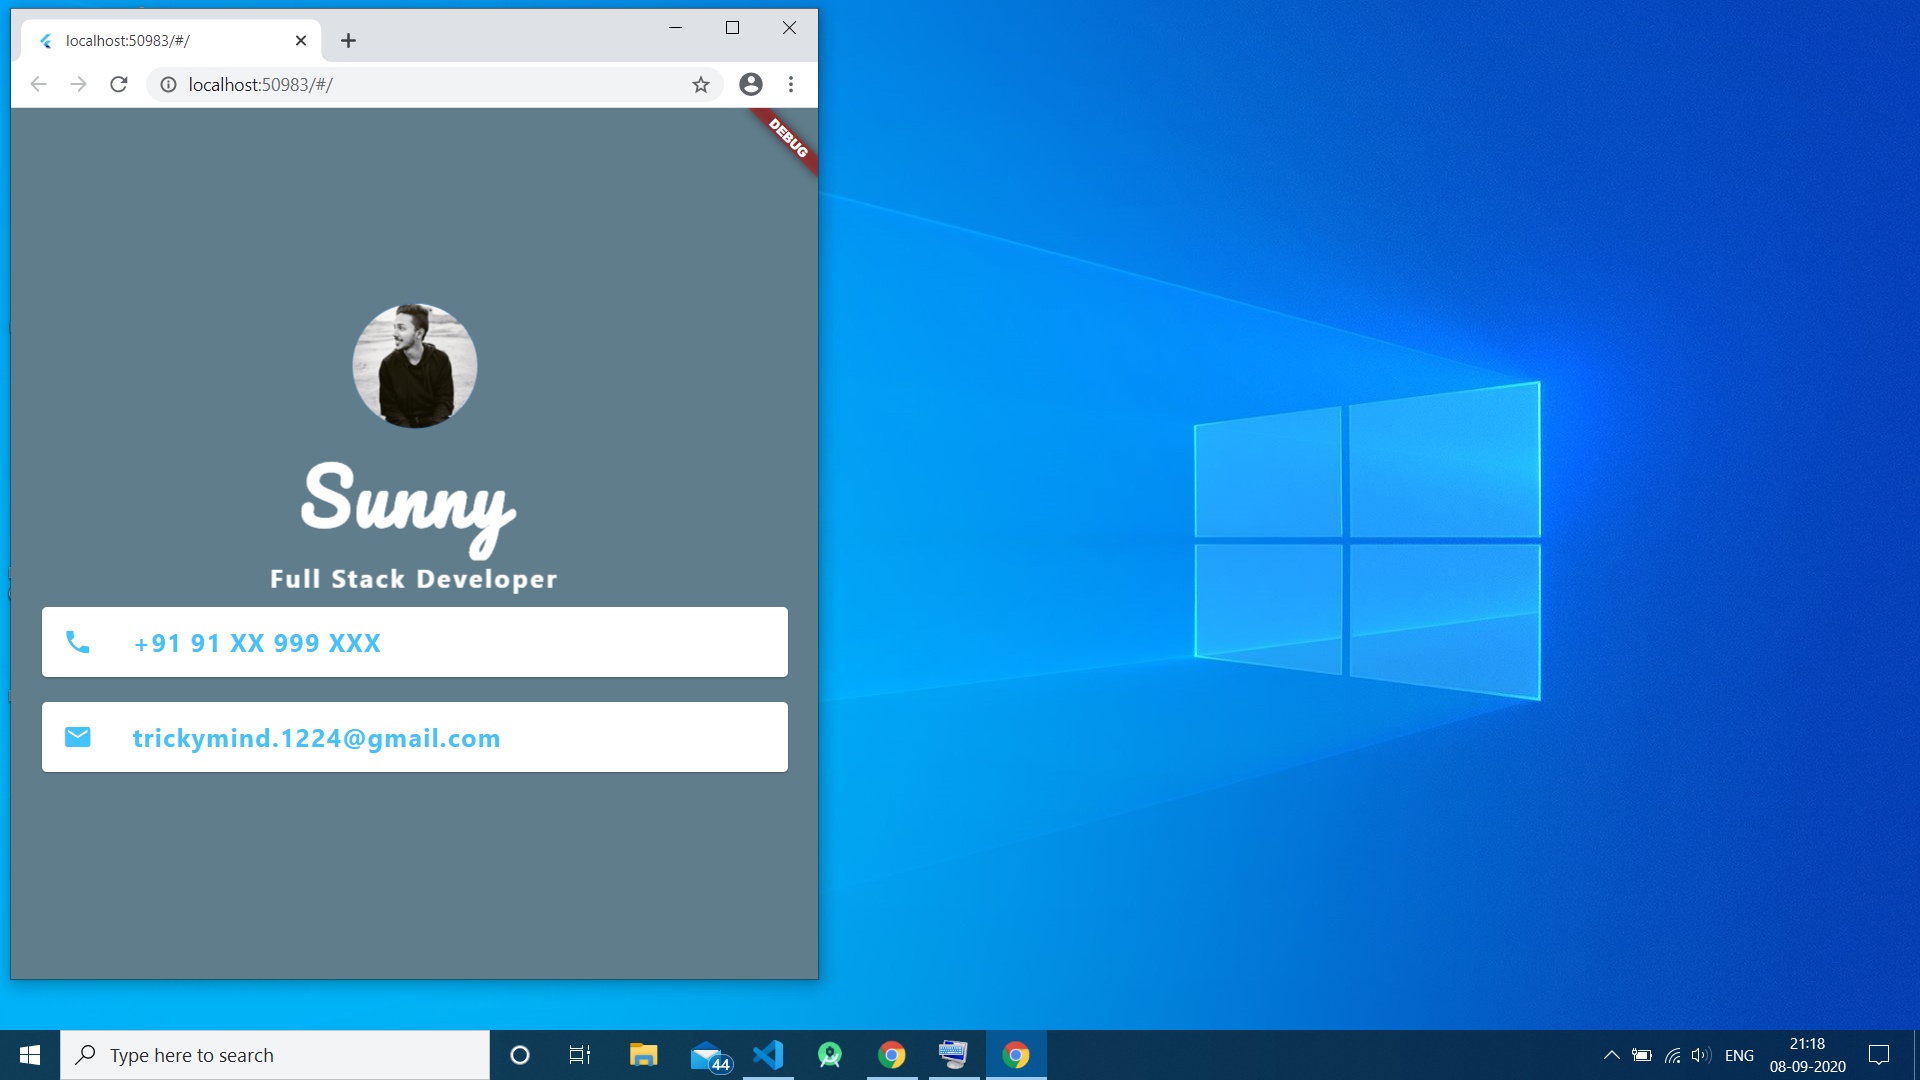 localhost:50983/#/
localhost:50983/#/
DEBUG
Sunny
Full Stack Developer
+91 91 XX 999 XXX
trickymind.1224@gmail.com
Type here to search
44
ENG
21:18
08-09-2020